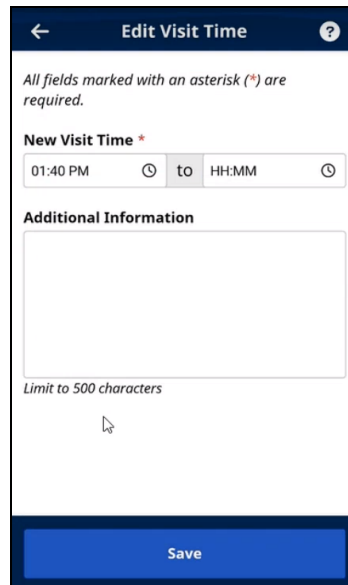 Edit Visit Time ?
All fields marked with an asterisk (*) are
required.
New Visit Time *
01:40 PM to HH:MM
Additional Information
Limit to 500 characters
Save